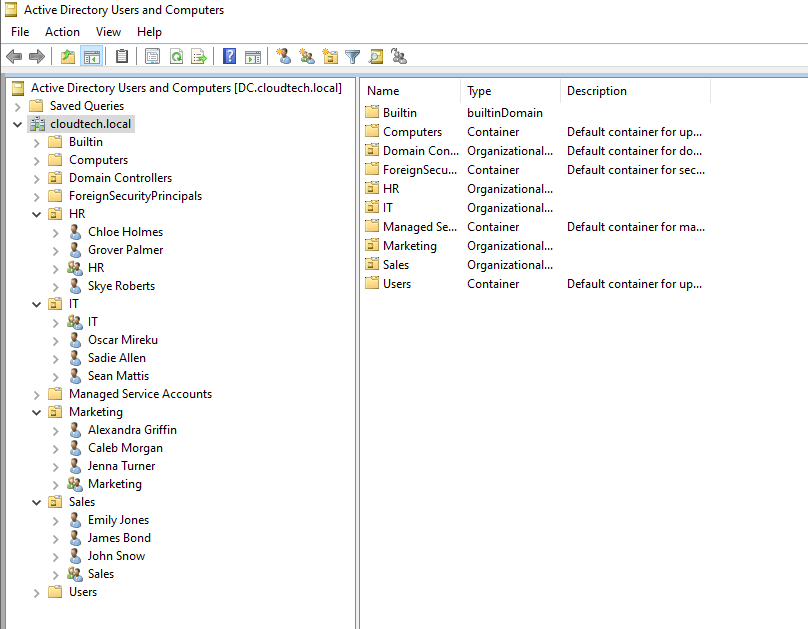 Active Directory Users and Computers
File Action View Help
Active Directory Users and Computers [DC.cloudtech.local]
Saved Queries
cloudtech.local
Builtin
Computers
Domain Controllers
ForeignSecurityPrincipals
HR
Chloe Holmes
Grover Palmer
HR
Skye Roberts
IT
IT
Oscar Mireku
Sadie Allen
Sean Mattis
Managed Service Accounts
Marketing
Alexandra Griffin
Caleb Morgan
Jenna Turner
Marketing
Sales
Emily Jones
James Bond
John Snow
Sales
Users
Name Type Description
Builtin builtinDomain
Computers Container Default container for up...
Domain Con... Organizational... Default container for do...
ForeignSecu... Container Default container for sec...
HR Organizational...
IT Organizational...
Managed Se... Container Default container for ma...
Marketing Organizational...
Sales Organizational...
Users Container Default container for up...